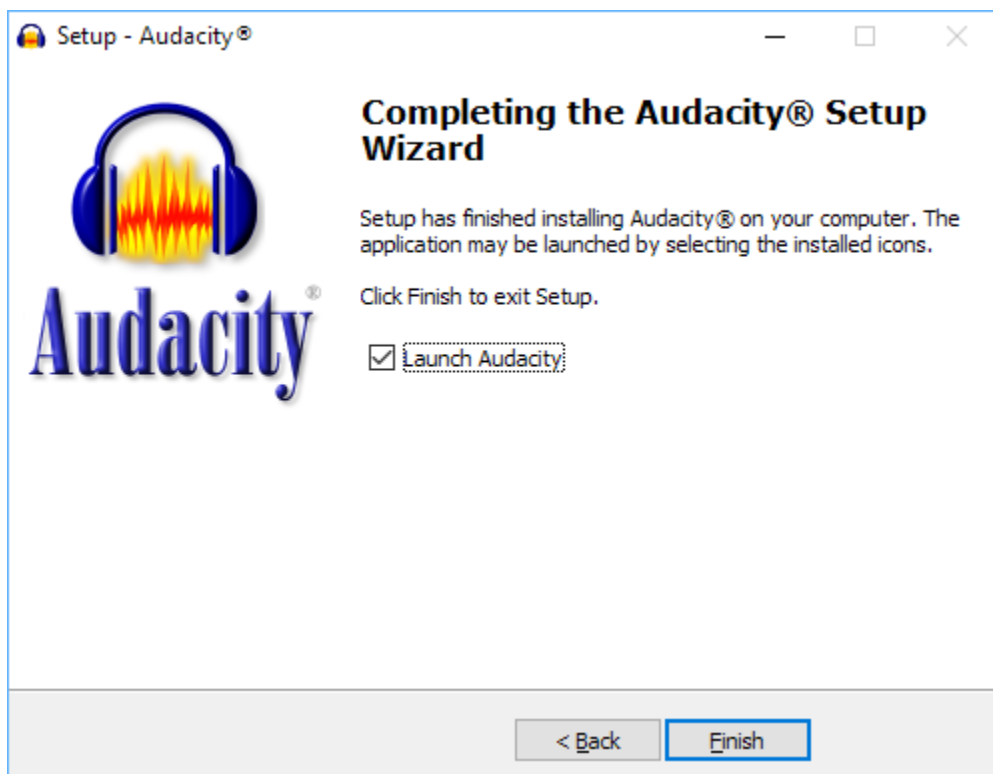 Setup - Audacity®
Completing the Audacity® Setup
Wizard
Setup has finished installing Audacity® on your computer. The
application may be launched by selecting the installed icons.
Click Finish to exit Setup.
Audacity®
Launch Audacity
< Back
Finish